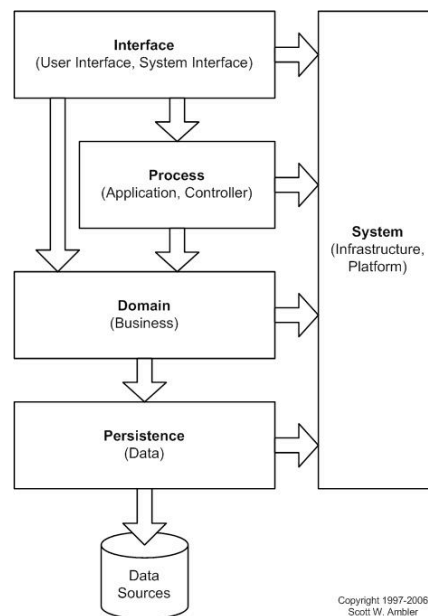 Interface
(User Interface, System Interface)
Process
(Application, Controller)
System
(Infrastructure,
Platform)
Domain
(Business)
Persistence
(Data)
Data
Sources
Copyright 1997-2006
Scott W. Ambler